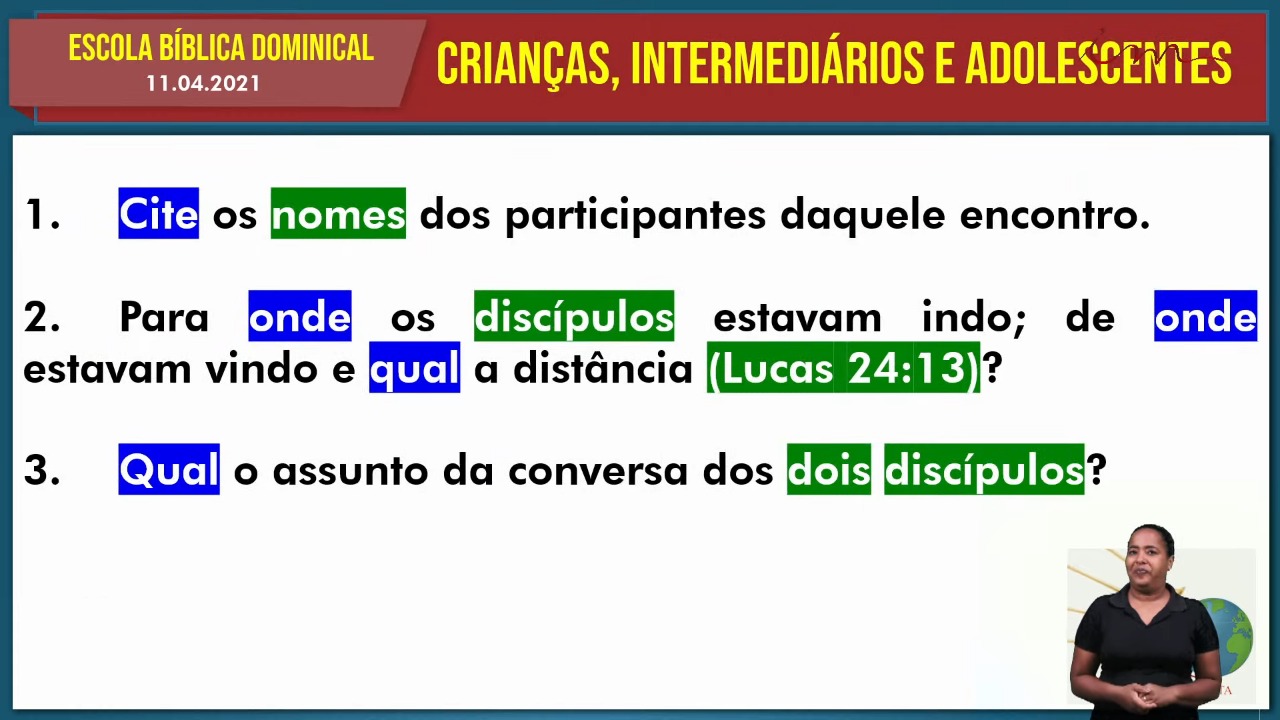 ESCOLA BÍBLICA DOMINICAL
11.04.2021
CRIANÇAS, INTERMEDIÁRIOS E ADOLESCENTES
1. Cite os nomes dos participantes daquele encontro.
2. Para onde os discípulos estavam indo; de onde
estavam vindo e qual a distância (Lucas 24:13)?
3. Qual o assunto da conversa dos dois discípulos?